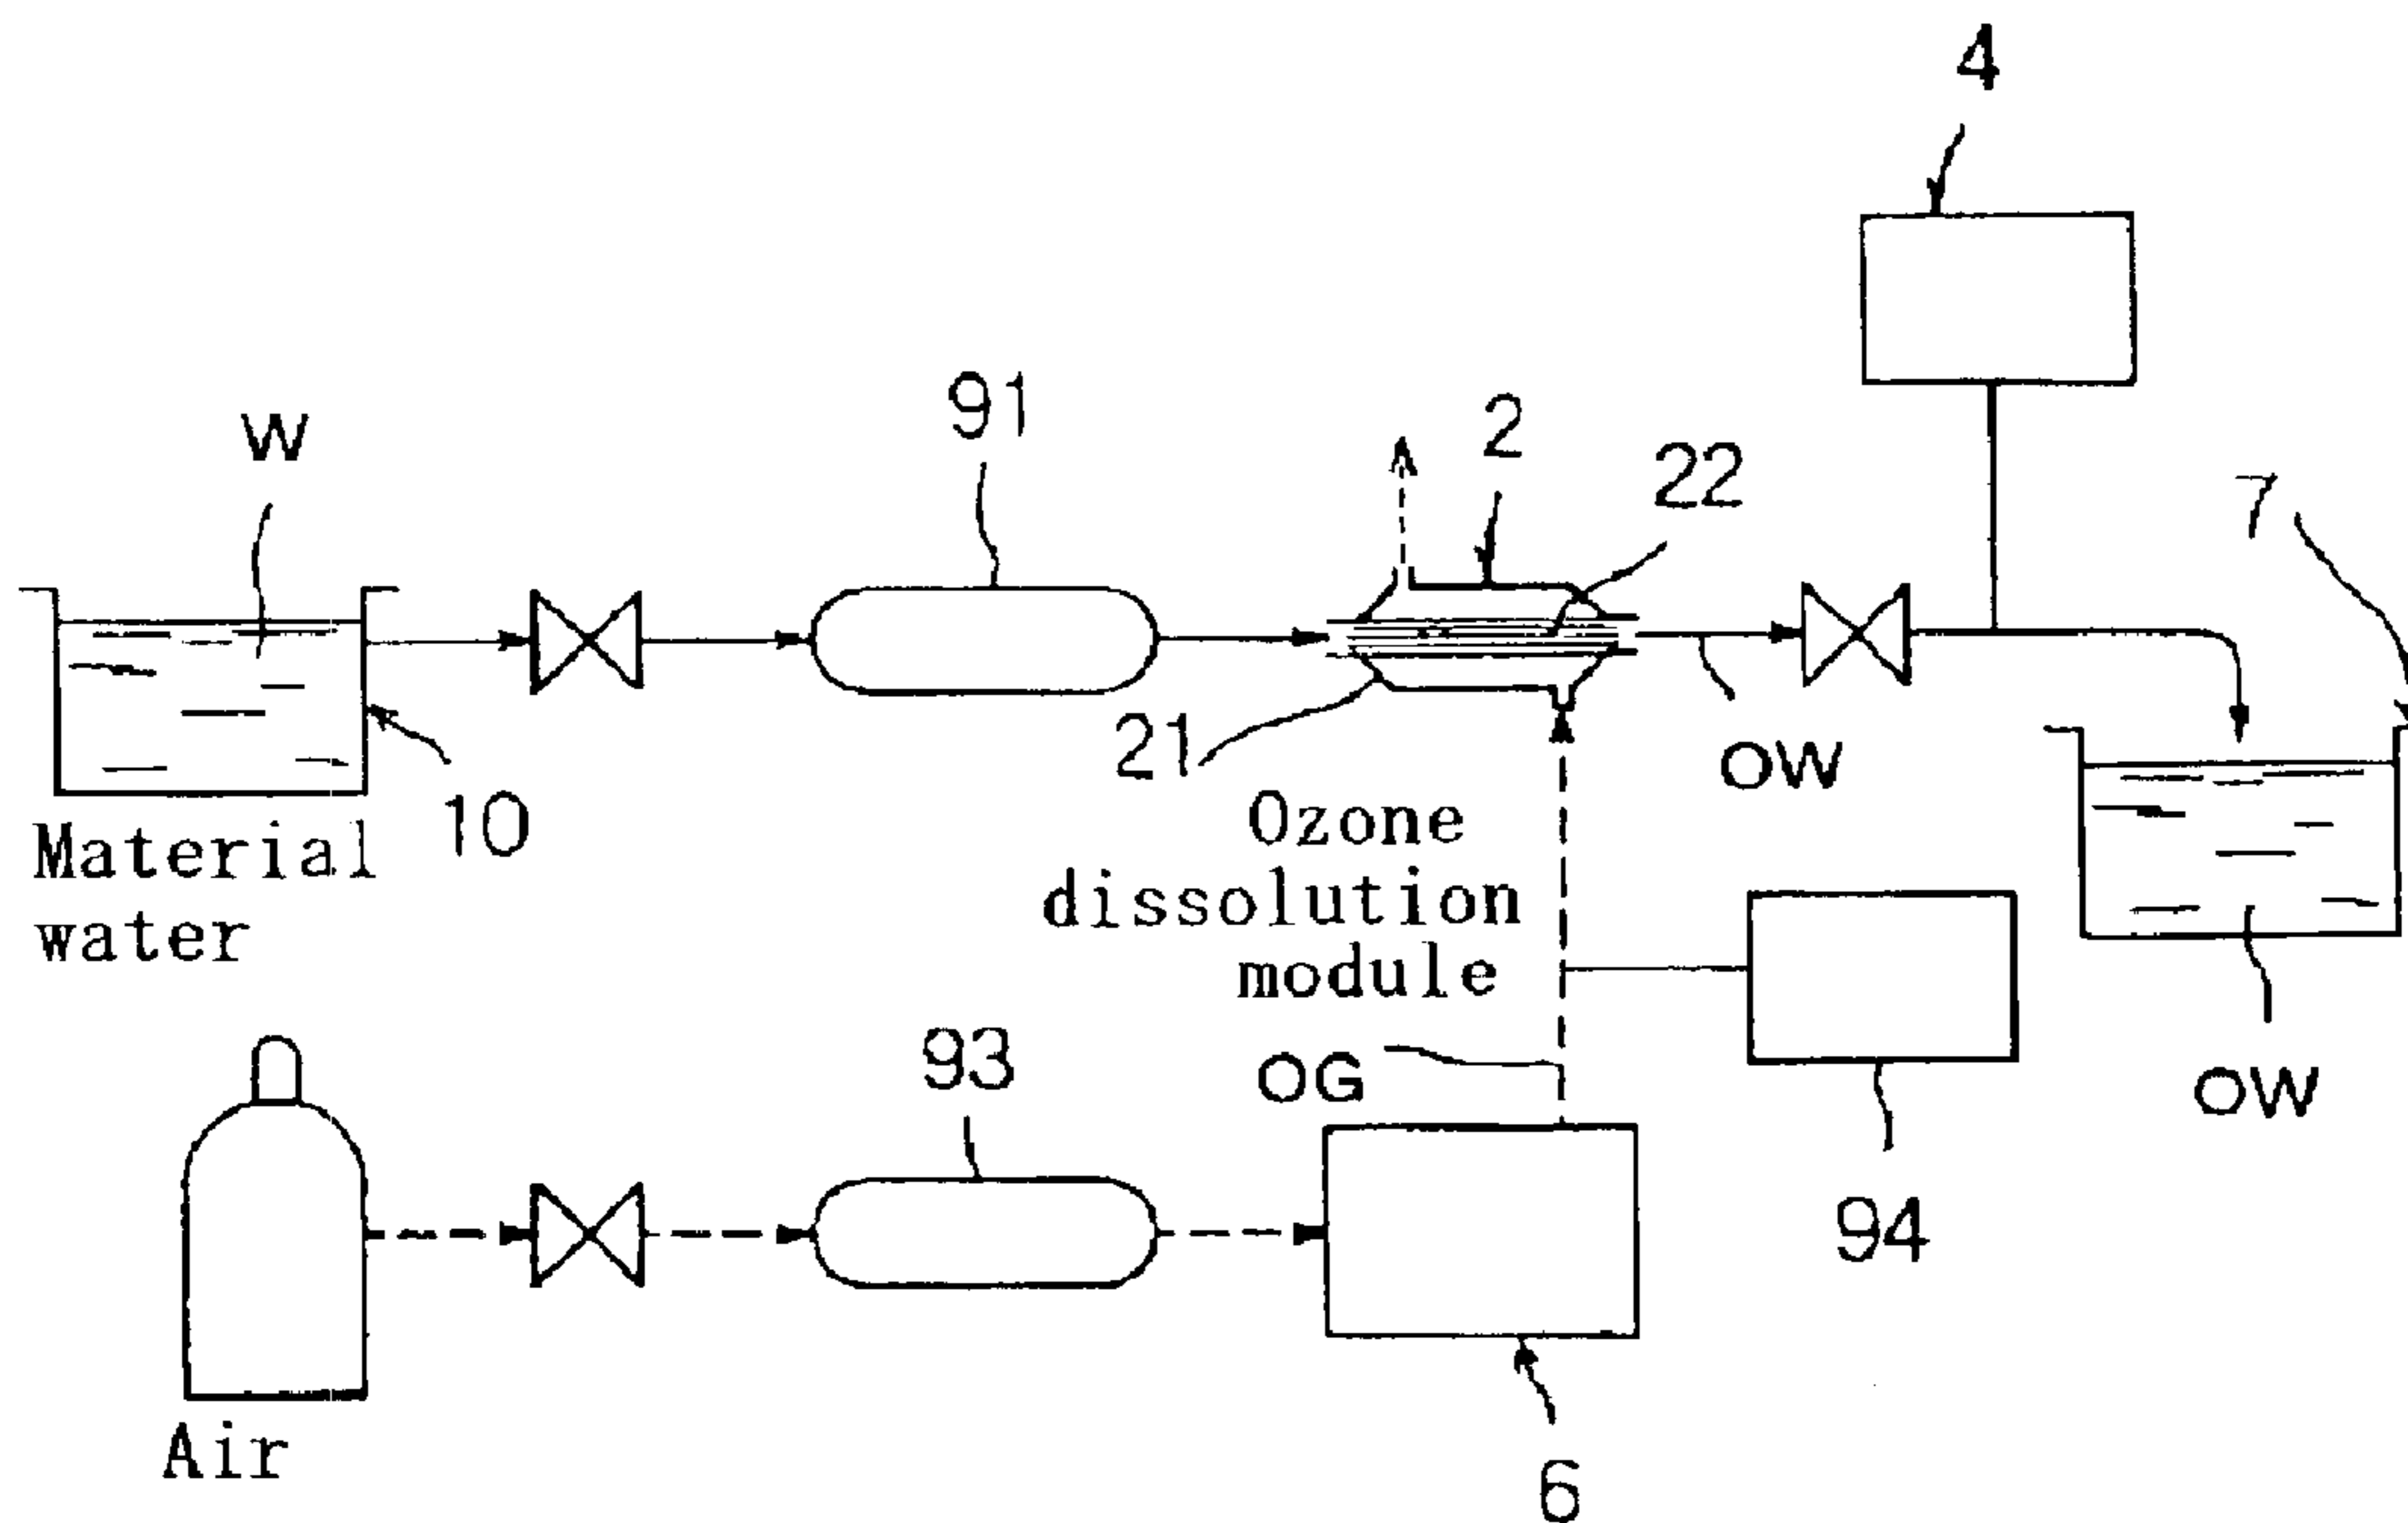 4
91
2
22
W
7
21
OW
10
Material
water
Ozone
dissolution
module
93
OG
OW
94
Air
6